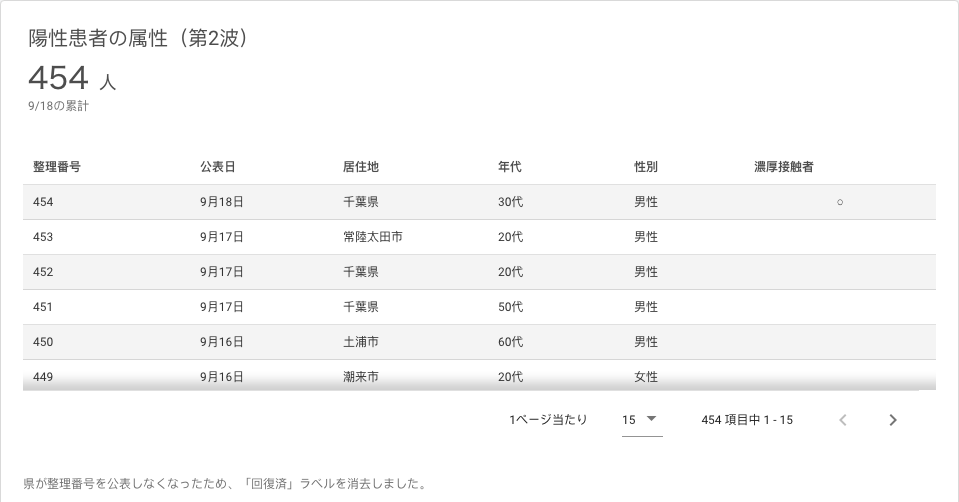 陽性患者の属性（第2波）
454 人
9/18の累計
整理番号 公表日 居住地 年代 性別 濃厚接触者
454 9月18日 千葉県 30代 男性 ○
453 9月17日 常陸太田市 20代 男性
452 9月17日 千葉県 20代 男性
451 9月17日 千葉県 50代 男性
450 9月16日 土浦市 60代 男性
449 9月16日 潮来市 20代 女性
1ページ当たり 15 454 項目中 1 - 15
県が整理番号を公表しなくなったため、「回復済」ラベルを消去しました。